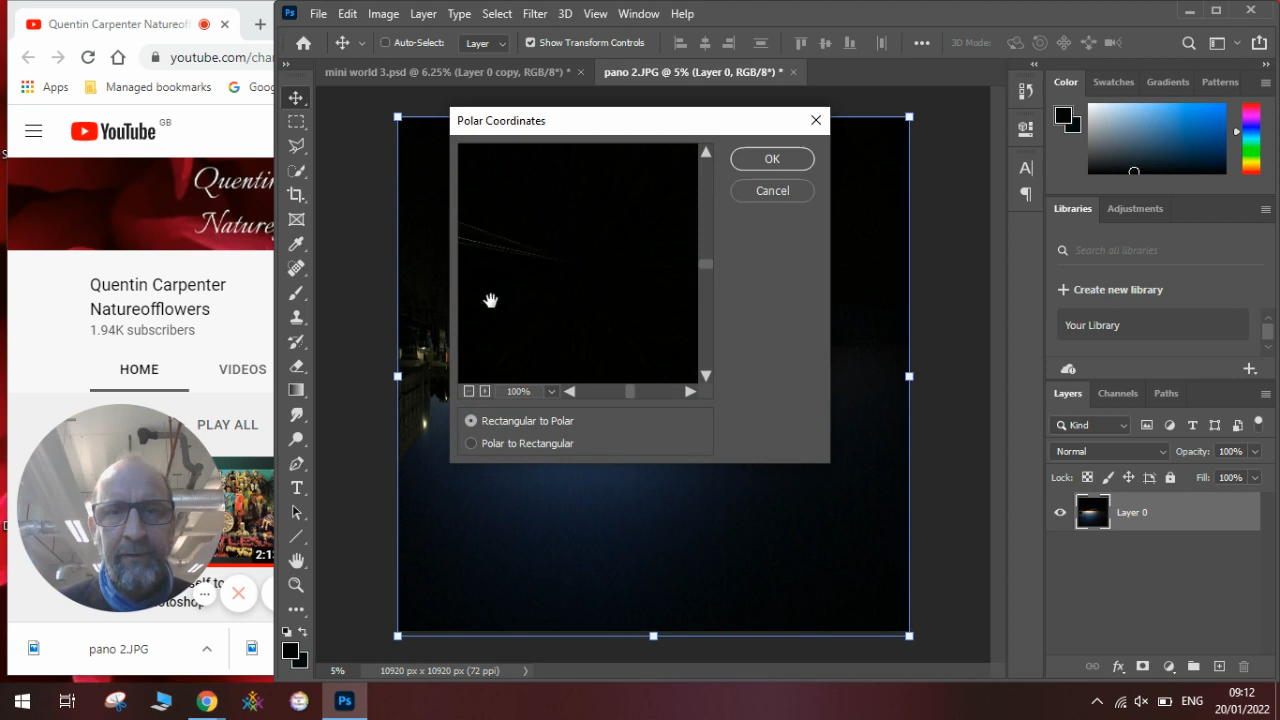 Quentin Carpenter Natureof
File Edit Image Layer Type Select Filter 3D View Window Help
Auto-Select: Layer Show Transform Controls 3D Mode:
youtube.com/char
mini world 3.psd @ 6.25% (Layer 0 copy, RGB/8*) *
pano 2.JPG @ 5% (Layer 0, RGB/8*) *
Apps Managed bookmarks Goog
YouTube GB
Quentin
Nature
Quentin Carpenter
Natureofflowers
1.94K subscribers
HOME VIDEOS
PLAY ALL
2:1
self to
pano 2.JPG
Polar Coordinates
OK
Cancel
100%
Rectangular to Polar
Polar to Rectangular
Color Swatches Gradients Patterns
Libraries Adjustments
Search all libraries
Create new library
Your Library
Layers Channels Paths
Kind
Normal Opacity: 100%
Lock: Fill: 100%
Layer 0
5% 10920 px x 10920 px (72 ppi)
Ps
ENG
09:12
20/01/2022